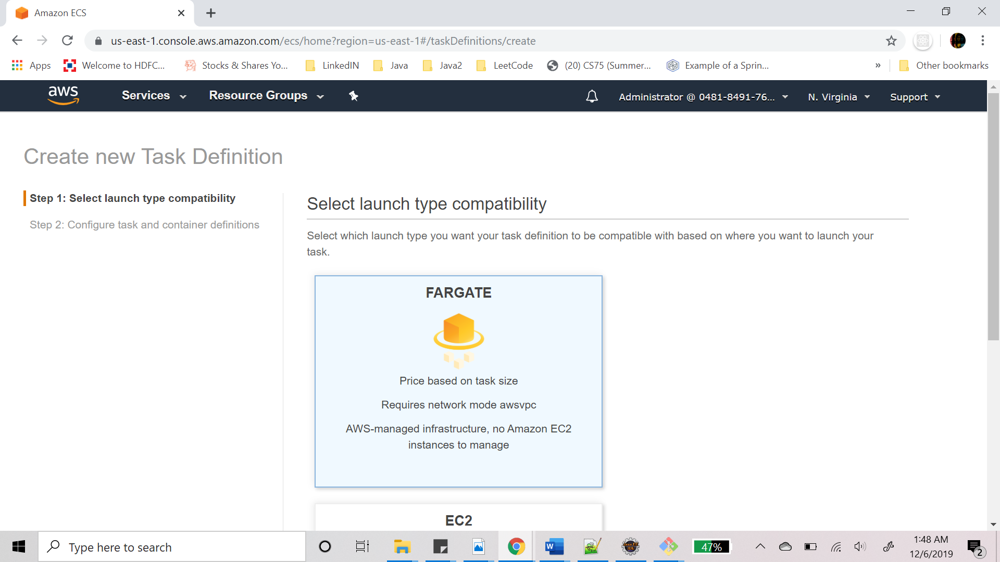 Amazon ECS
us-east-1.console.aws.amazon.com/ecs/home?region=us-east-1#/taskDefinitions/create
Apps Welcome to HDFC... Stocks & Shares Yo... LinkedIN Java Java2 LeetCode (20) CS75 (Summer... Example of a Sprin... » Other bookmarks
aws Services Resource Groups Administrator @ 0481-8491-76... N. Virginia Support
Create new Task Definition
Step 1: Select launch type compatibility
Step 2: Configure task and container definitions
Select launch type compatibility
Select which launch type you want your task definition to be compatible with based on where you want to launch your
task.
FARGATE
Price based on task size
Requires network mode awsvpc
AWS-managed infrastructure, no Amazon EC2
instances to manage
EC2
Type here to search
W
Java EE
IDE
47%
1:48 AM
12/6/2019
2